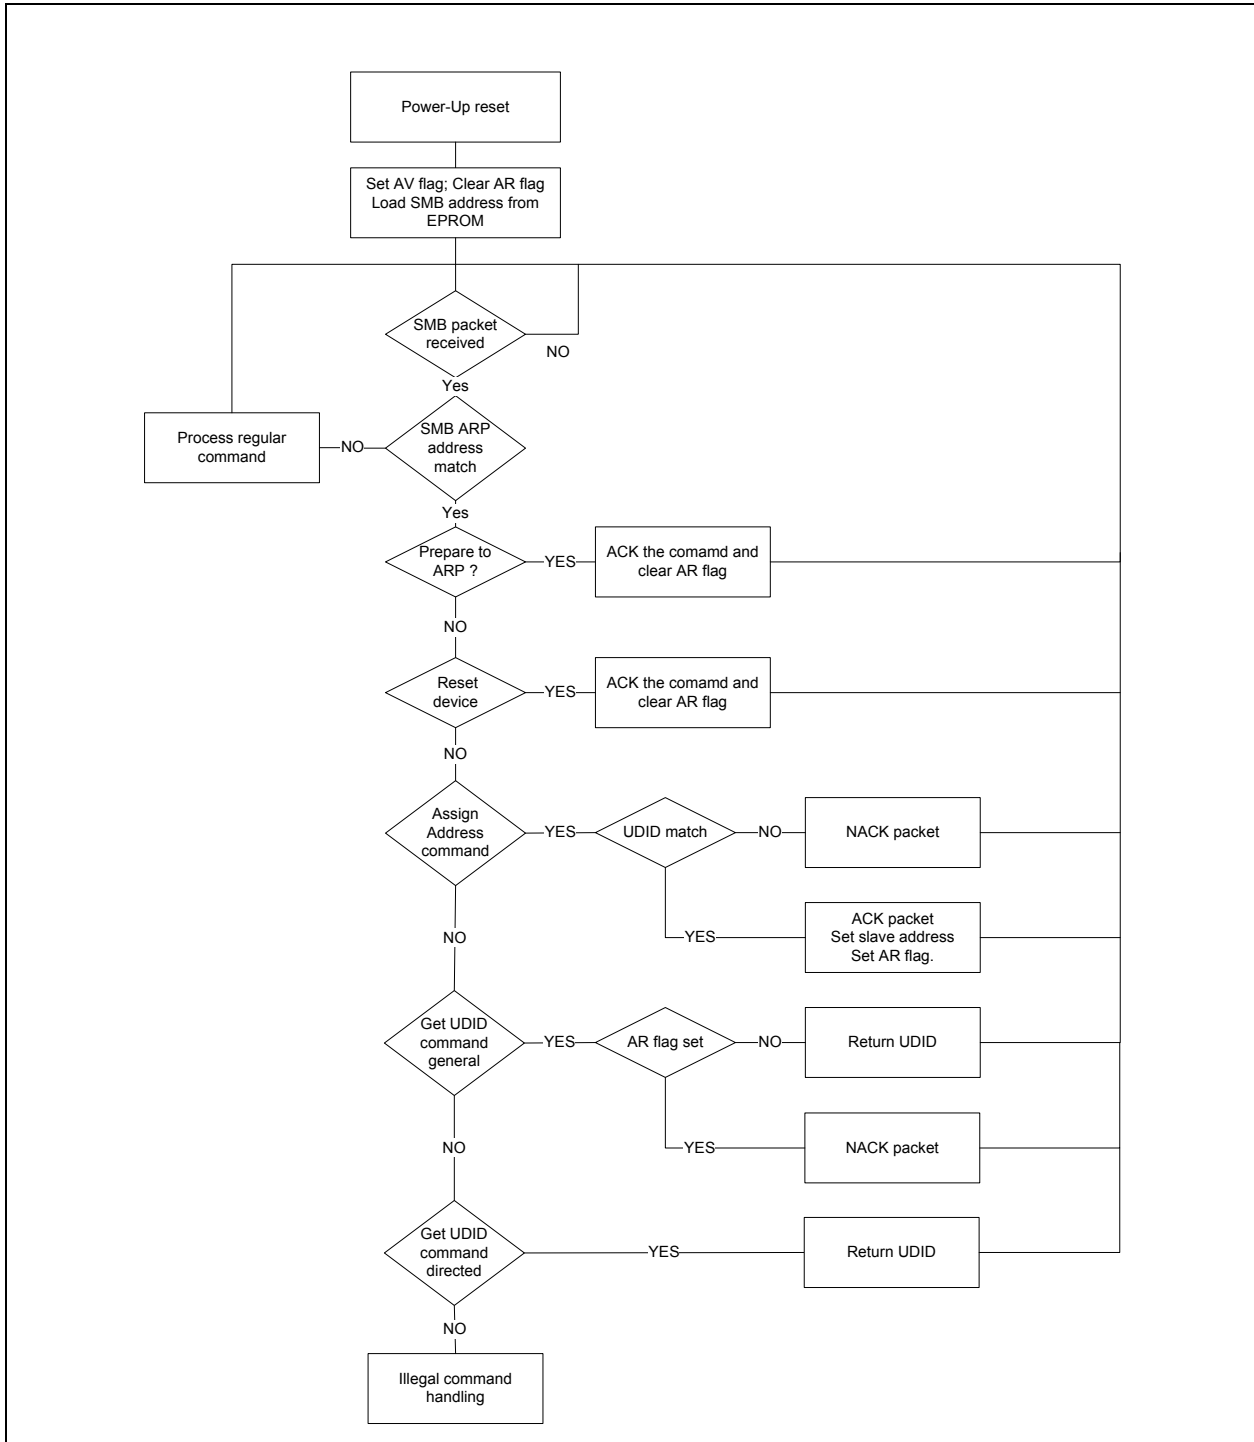 Power-Up reset
Set AV flag; Clear AR flag
Load SMB address from
EPROM
SMB packet
received
NO
Yes
Process regular
command
NO
SMB ARP
address
match
Yes
Prepare to
ARP ?
YES
ACK the comamd and
clear AR flag
NO
Reset
device
YES
ACK the comamd and
clear AR flag
NO
Assign
Address
command
YES
UDID match
NO
NACK packet
YES
ACK packet
Set slave address
Set AR flag.
NO
Get UDID
command
general
YES
AR flag set
NO
Return UDID
YES
NACK packet
NO
Get UDID
command
directed
YES
Return UDID
NO
Illegal command
handling